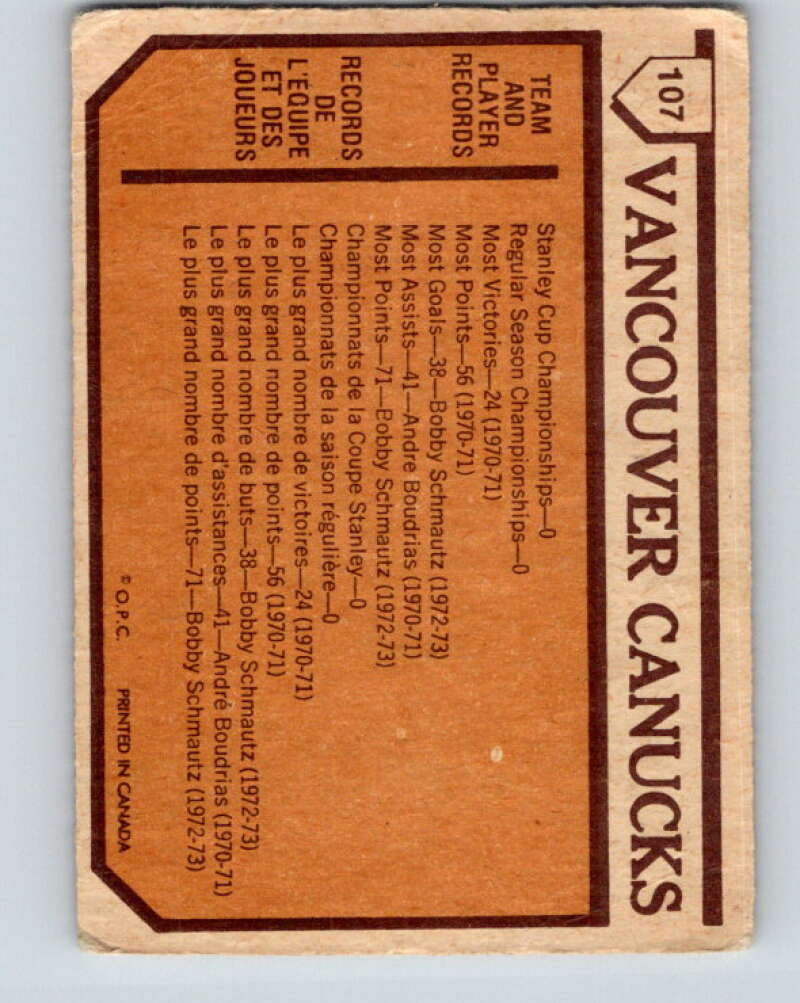 107
VANCOUVER CANUCKS
TEAM
AND
PLAYER
RECORDS
Stanley Cup Championships—0
Regular Season Championships—0
Most Victories—24 (1970-71)
Most Points—56 (1970-71)
Most Goals—38—Bobby Schmautz (1972-73)
Most Assists—41—Andre Boudrias (1970-71)
Most Points—71—Bobby Schmautz (1972-73)
RECORDS
DE
L'ÉQUIPE
ET DES
JOUEURS
Championnats de la Coupe Stanley—0
Championnats de la saison régulière—0
Le plus grand nombre de victoires—24 (1970-71)
Le plus grand nombre de points—56 (1970-71)
Le plus grand nombre de buts—38—Bobby Schmautz (1972-73)
Le plus grand nombre d'assistances—41—André Boudrias (1970-71)
Le plus grand nombre de points—71—Bobby Schmautz (1972-73)
© O.P.C. PRINTED IN CANADA